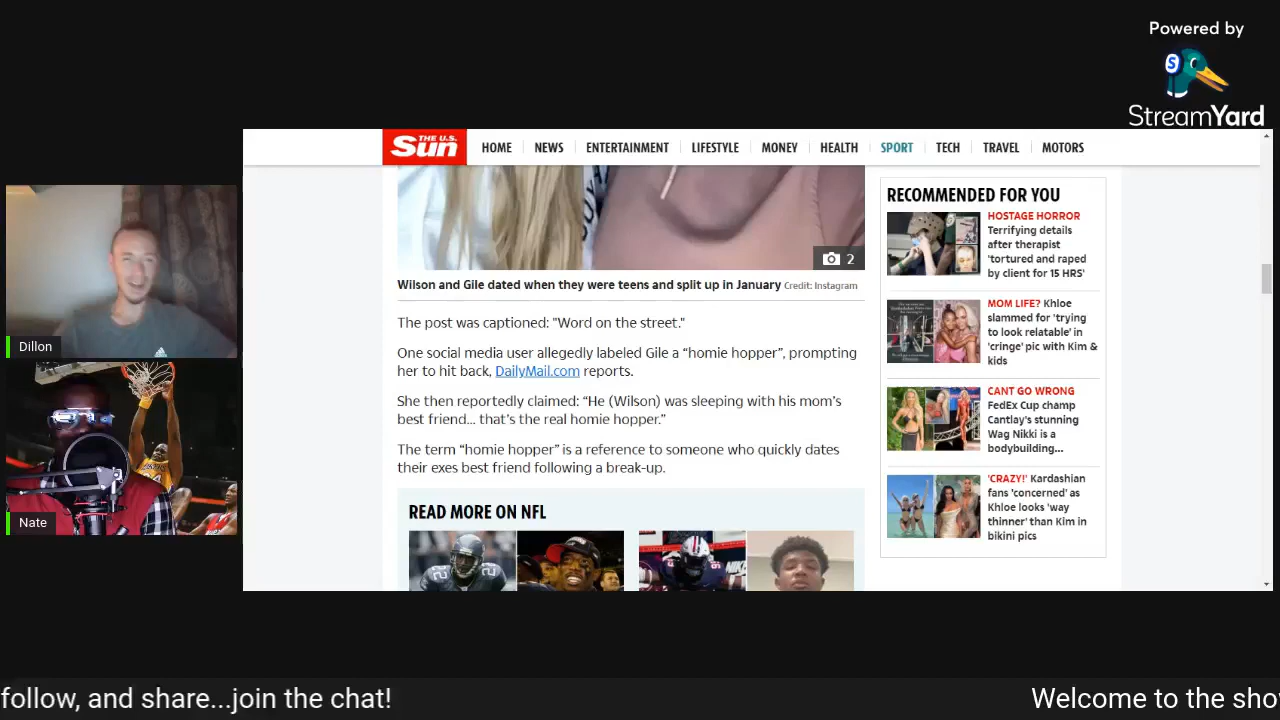 Powered by
S
StreamYard
THE U.S.
Sun
HOME NEWS ENTERTAINMENT LIFESTYLE MONEY HEALTH SPORT TECH TRAVEL MOTORS
2
Wilson and Gile dated when they were teens and split up in January Credit: Instagram
The post was captioned: "Word on the street."
One social media user allegedly labeled Gile a “homie hopper”, prompting
her to hit back, DailyMail.com reports.
She then reportedly claimed: “He (Wilson) was sleeping with his mom’s
best friend... that’s the real homie hopper.”
The term “homie hopper” is a reference to someone who quickly dates
their exes best friend following a break-up.
READ MORE ON NFL
RECOMMENDED FOR YOU
HOSTAGE HORROR
Terrifying details
after therapist
'tortured and raped
by client for 15 HRS'
MOM LIFE? Khloe
slammed for 'trying
to look relatable' in
'cringe' pic with Kim &
kids
CANT GO WRONG
FedEx Cup champ
Cantlay's stunning
Wag Nikki is a
bodybuilding...
'CRAZY!' Kardashian
fans 'concerned' as
Khloe looks 'way
thinner' than Kim in
bikini pics
Dillon
Nate
follow, and share...join the chat!
Welcome to the sho